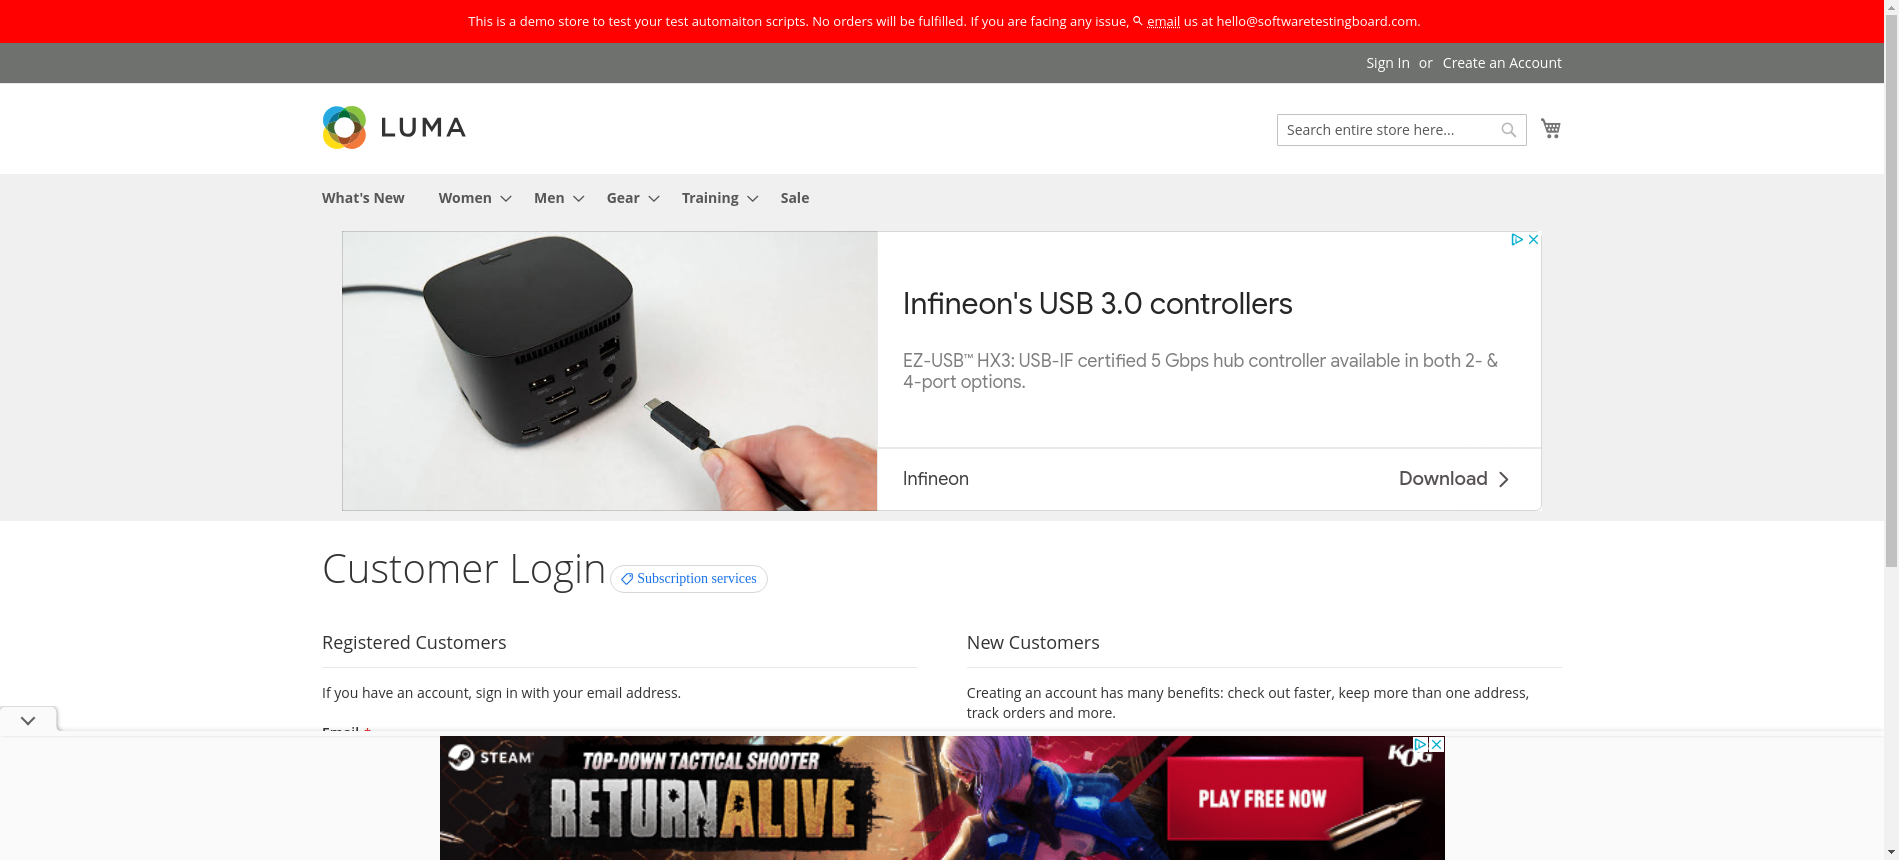 This is a demo store to test your test automaiton scripts. No orders will be fulfilled. If you are facing any issue, email us at hello@softwaretestingboard.com.
Sign In or Create an Account
LUMA
Search entire store here...
What's New Women Men Gear Training Sale
Infineon's USB 3.0 controllers
EZ-USB™ HX3: USB-IF certified 5 Gbps hub controller available in both 2- &
4-port options.
Infineon
Download
Customer Login
Subscription services
Registered Customers
If you have an account, sign in with your email address.
Email *
New Customers
Creating an account has many benefits: check out faster, keep more than one address,
track orders and more.
STEAM
TOP-DOWN TACTICAL SHOOTER
RETURN ALIVE
PLAY FREE NOW
KOG